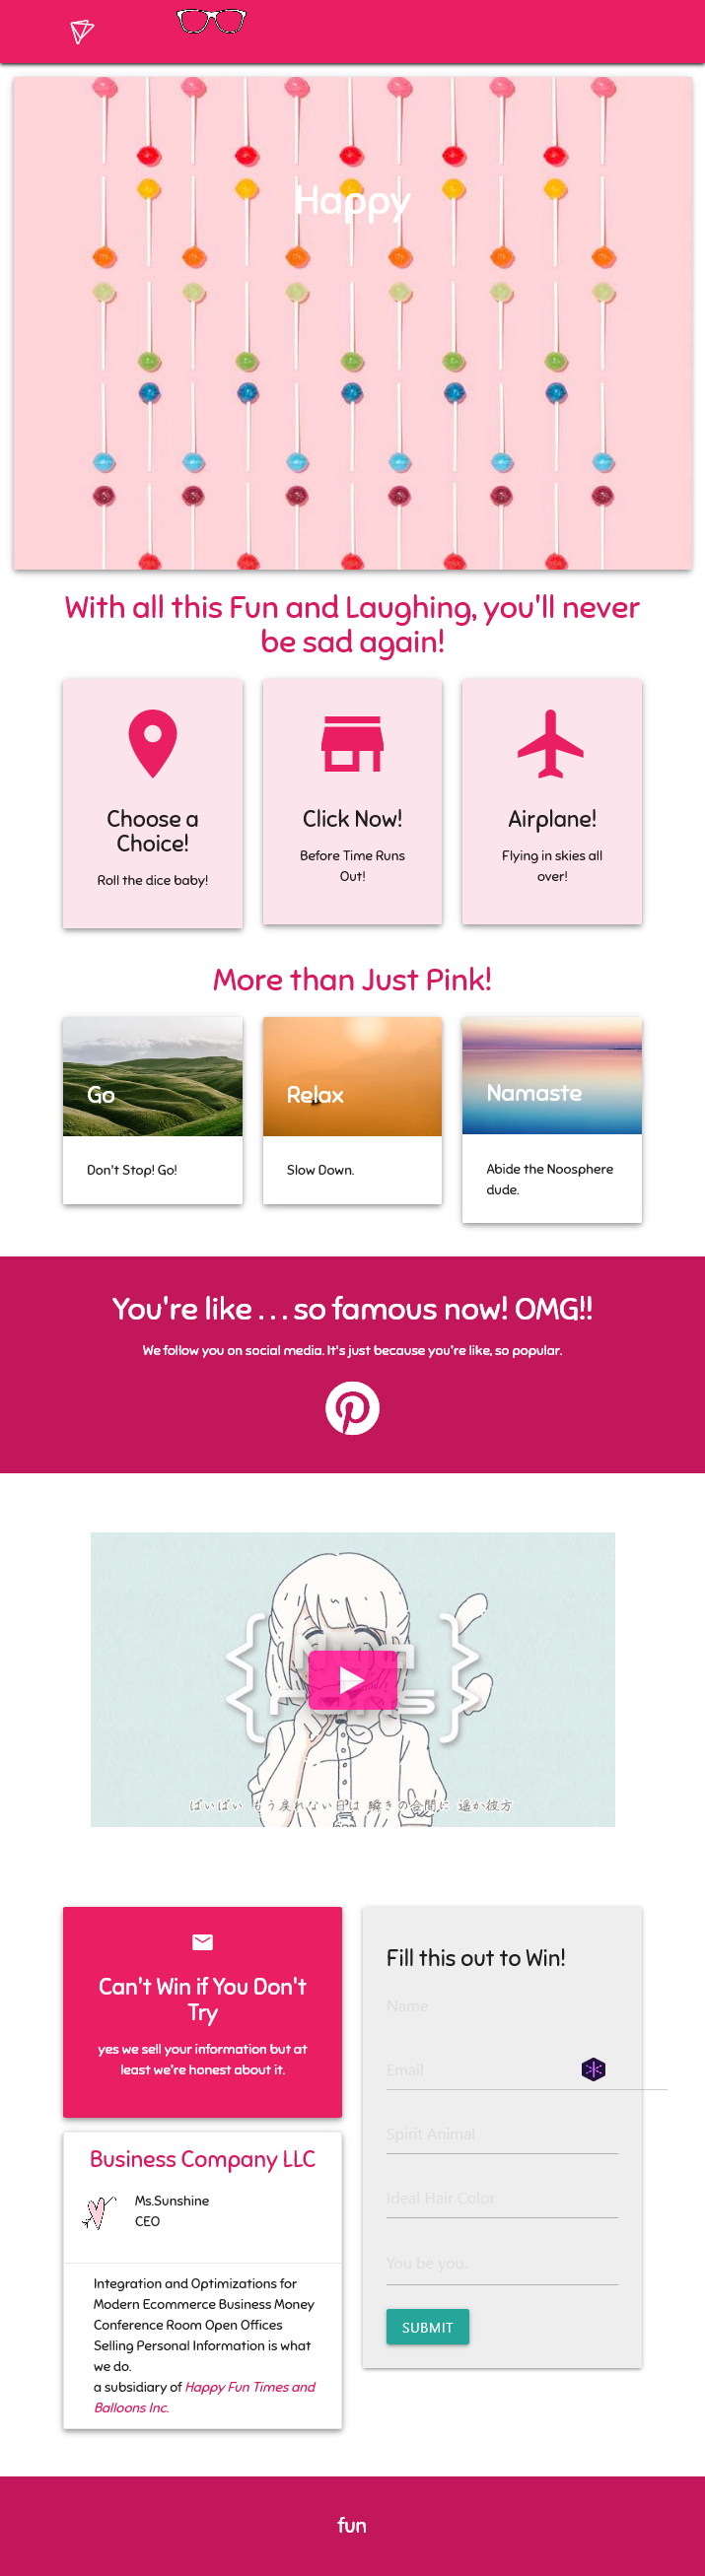 Happy
With all this Fun and Laughing, you'll never
be sad again!
Choose a
Choice!
Roll the dice baby!
Click Now!
Before Time Runs
Out!
Airplane!
Flying in skies all
over!
More than Just Pink!
Go
Don't Stop! Go!
Relax
Slow Down.
Namaste
Abide the Noosphere
dude.
You're like . . . so famous now! OMG!!
We follow you on social media. It's just because you're like, so popular.
ばいばい もう戻れない日は 瞬きの合間に 遥か彼方
Can't Win if You Don't
Try
yes we sell your information but at
least we're honest about it.
Business Company LLC
Ms.Sunshine
CEO
Integration and Optimizations for
Modern Ecommerce Business Money
Conference Room Open Offices
Selling Personal Information is what
we do.
a subsidiary of Happy Fun Times and
Balloons Inc.
Fill this out to Win!
Name
Email
Spirit Animal
Ideal Hair Color
You be you.
SUBMIT
fun